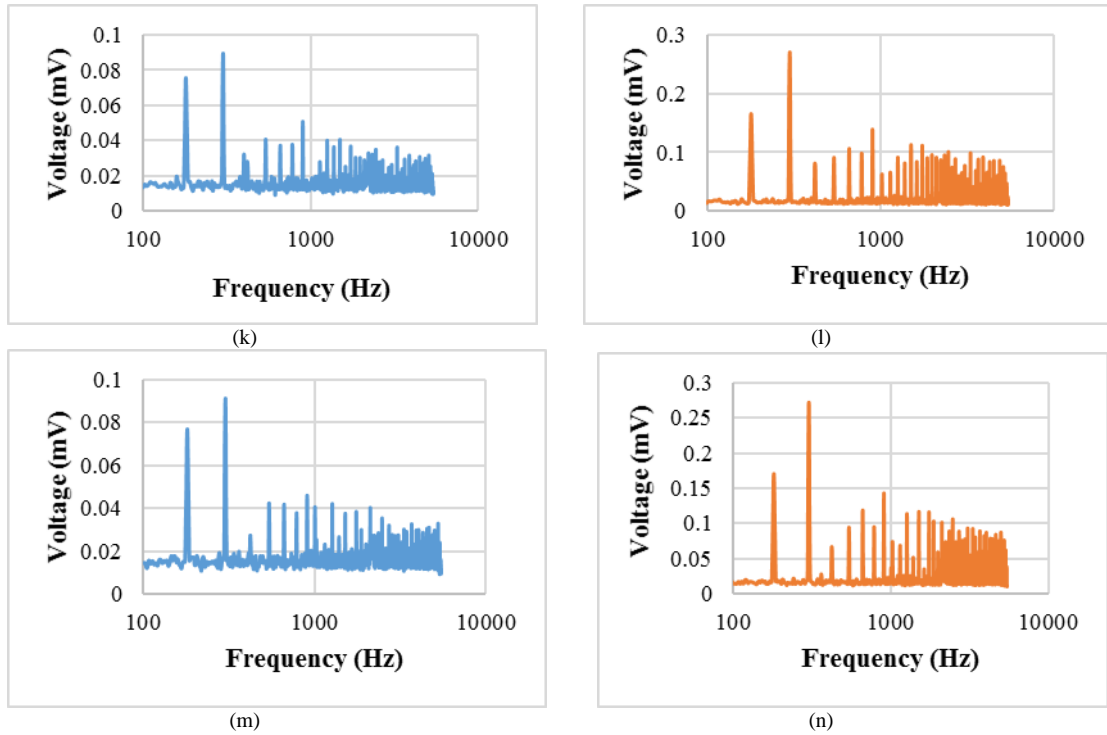 0.1
0.08
0.06
0.04
0.02
0
Voltage (mV)
100 1000 10000
Frequency (Hz)
(k)
0.3
0.2
0.1
0
Voltage (mV)
100 1000 10000
Frequency (Hz)
(l)
0.1
0.08
0.06
0.04
0.02
0
Voltage (mV)
100 1000 10000
Frequency (Hz)
(m)
0.3
0.25
0.2
0.15
0.1
0.05
0
Voltage (mV)
100 1000 10000
Frequency (Hz)
(n)